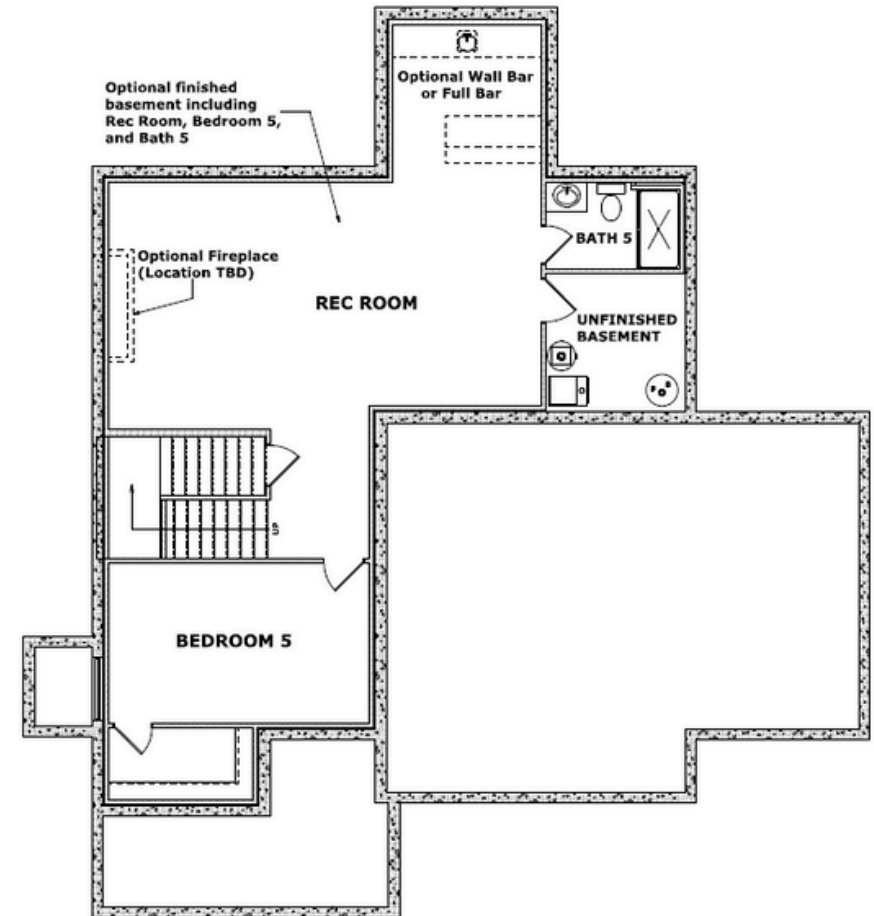 Optional Wall Bar
or Full Bar
Optional finished
basement including
Rec Room, Bedroom 5,
and Bath 5
BATH 5
Optional Fireplace
(Location TBD)
REC ROOM
UNFINISHED
BASEMENT
UP
BEDROOM 5